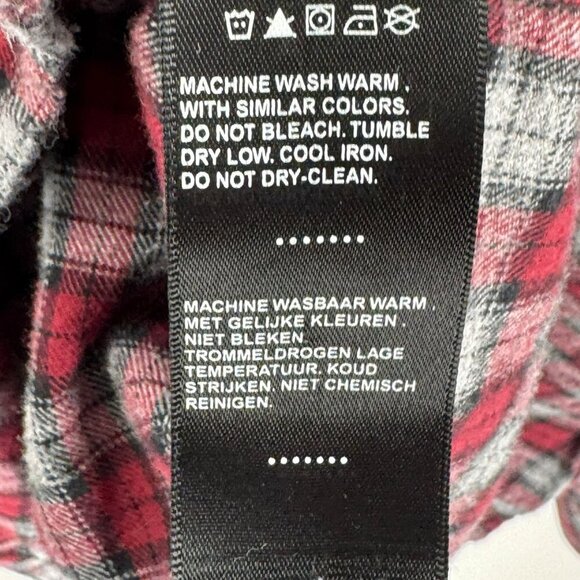 MACHINE WASH WARM .
WITH SIMILAR COLORS.
DO NOT BLEACH. TUMBLE
DRY LOW. COOL IRON.
DO NOT DRY-CLEAN.
.......
MACHINE WASBAAR WARM .
MET GELIJKE KLEUREN .
NIET BLEKEN
TROMMELDROGEN LAGE
TEMPERATUUR. KOUD
STRIJKEN. NIET CHEMISCH
REINIGEN.
.......